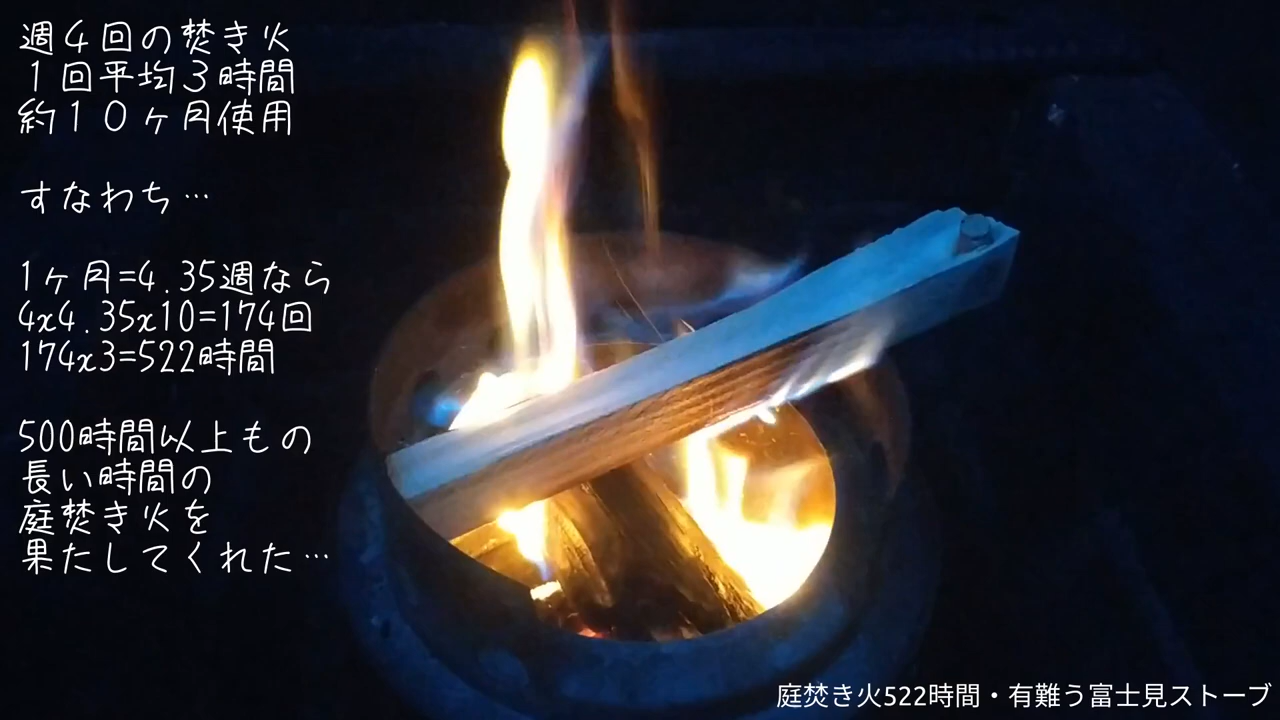 週４回の焚き火
１回平均３時間
約１０ヶ月使用
すなわち…
1ヶ月=4.35週なら
4x4.35x10=174回
174x3=522時間
500時間以上もの
長い時間の
庭焚き火を
果たしてくれた…
庭焚き火522時間・有難う富士見ストーブ